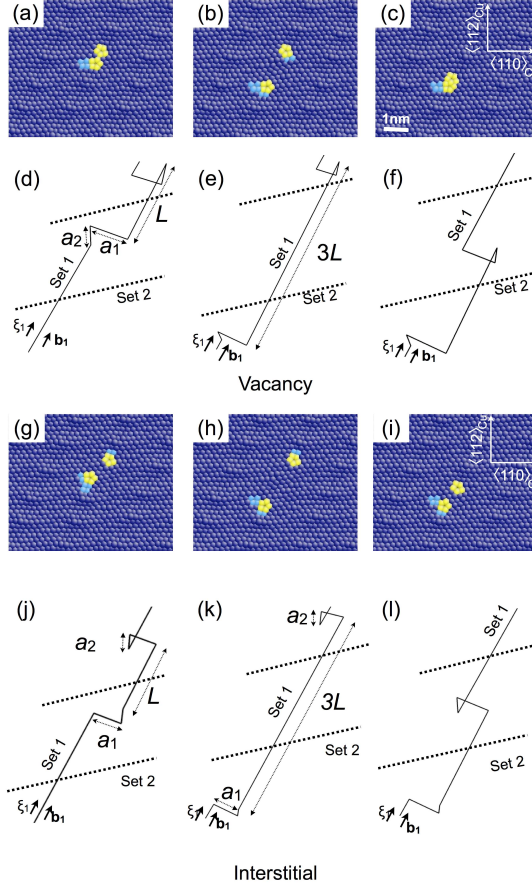 (a) (b) (c)
⟨112⟩Cu
⟨110⟩
1nm
(d) (e) (f)
L
a2 a1
Set 1
Set 2
ξ1 b1
3L
Set 1
Set 2
ξ1 b1
Set 1
Set 2
ξ1 b1
Vacancy
(g) (h) (i)
⟨112⟩Cu
⟨110⟩C
(j) (k) (l)
a2
L
Set 1
a1
Set 2
ξ1 b1
a2
Set 1
3L
a1
Set 2
ξ b1
Set 1
Set 2
ξ1 b1
Interstitial